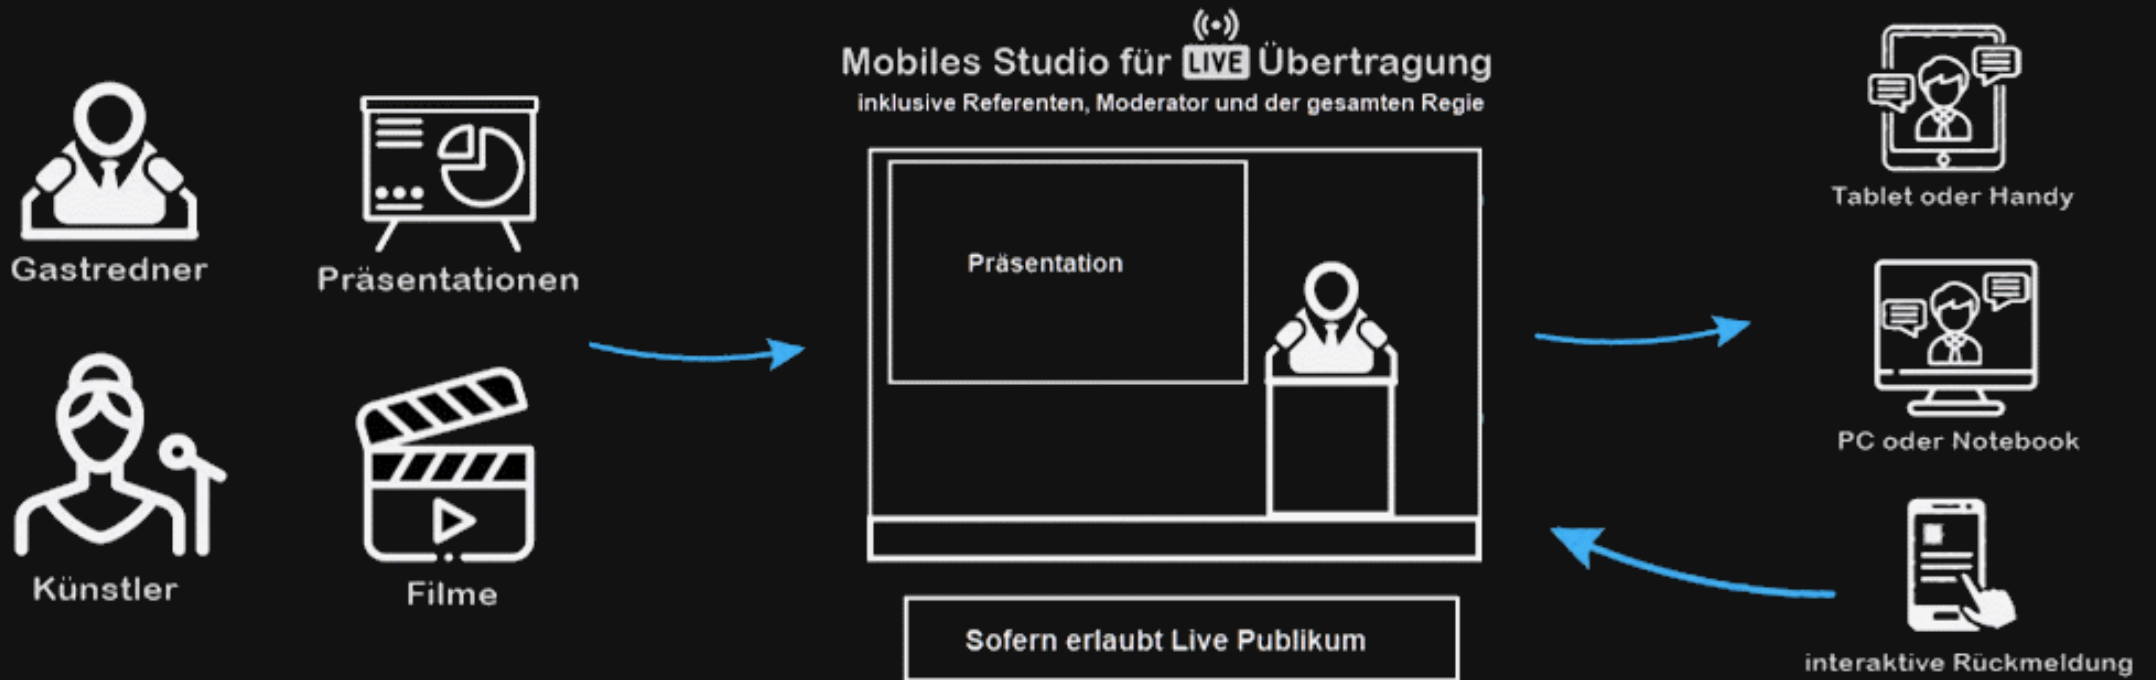 Mobiles Studio für LIVE Übertragung
inklusive Referenten, Moderator und der gesamten Regie
Gastredner
Präsentationen
Künstler
Filme
Präsentation
Sofern erlaubt Live Publikum
Tablet oder Handy
PC oder Notebook
interaktive Rückmeldung